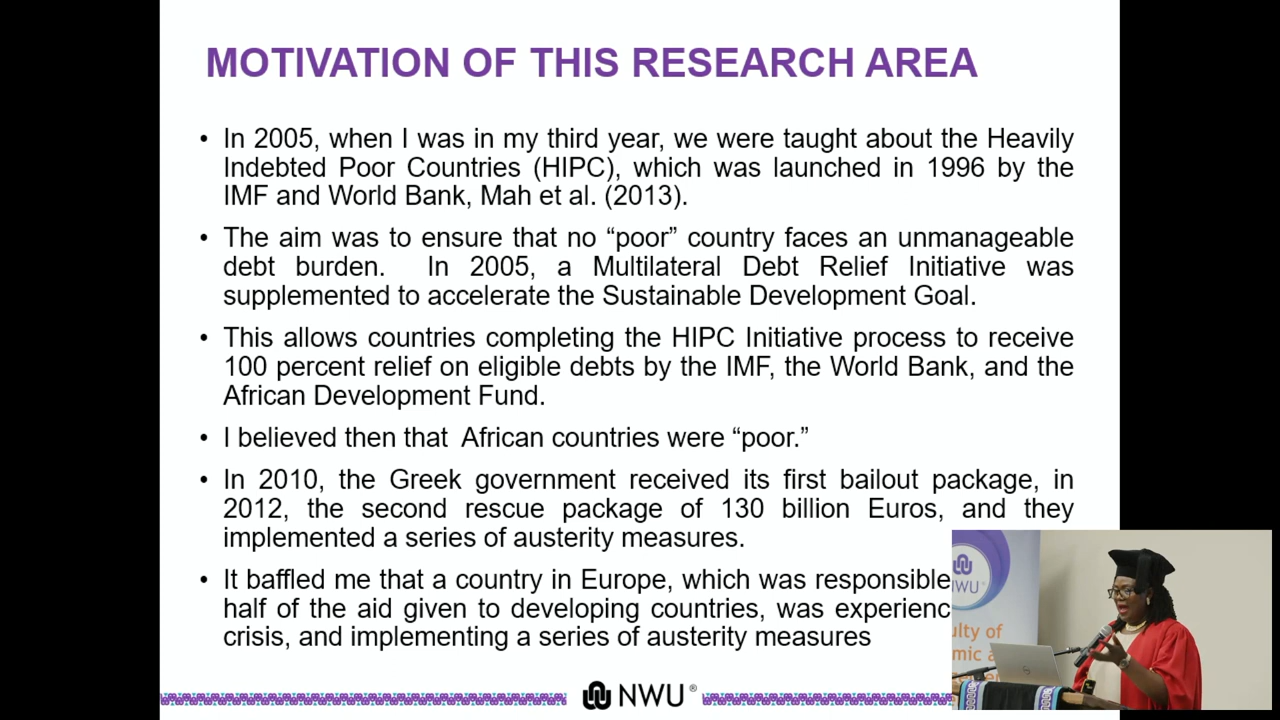 MOTIVATION OF THIS RESEARCH AREA
• In 2005, when I was in my third year, we were taught about the Heavily
Indebted Poor Countries (HIPC), which was launched in 1996 by the
IMF and World Bank, Mah et al. (2013).
• The aim was to ensure that no “poor” country faces an unmanageable
debt burden. In 2005, a Multilateral Debt Relief Initiative was
supplemented to accelerate the Sustainable Development Goal.
• This allows countries completing the HIPC Initiative process to receive
100 percent relief on eligible debts by the IMF, the World Bank, and the
African Development Fund.
• I believed then that African countries were “poor.”
• In 2010, the Greek government received its first bailout package, in
2012, the second rescue package of 130 billion Euros, and they
implemented a series of austerity measures.
• It baffled me that a country in Europe, which was responsible
half of the aid given to developing countries, was experienc
crisis, and implementing a series of austerity measures
NWU®
NWU
ulty of
mic a